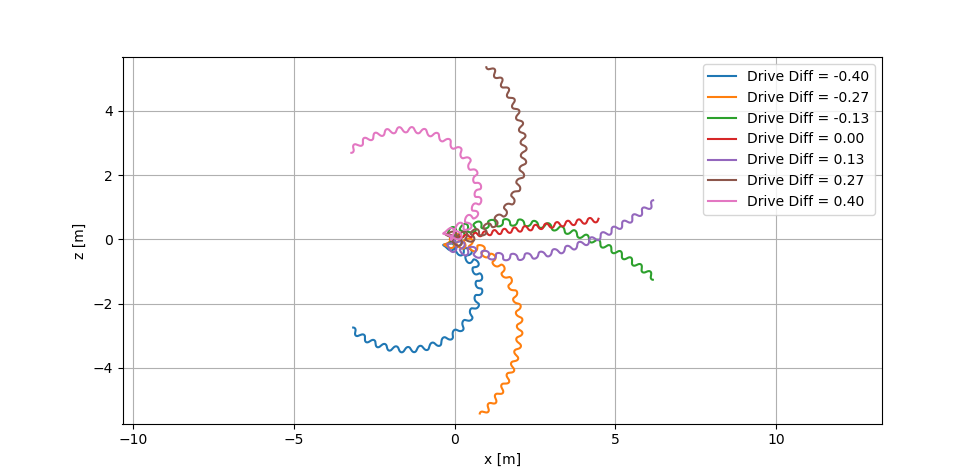 Drive Diff = -0.40
Drive Diff = -0.27
Drive Diff = -0.13
Drive Diff = 0.00
Drive Diff = 0.13
Drive Diff = 0.27
Drive Diff = 0.40
4
2
0
−2
−4
z [m]
−10 −5 0 5 10
x [m]